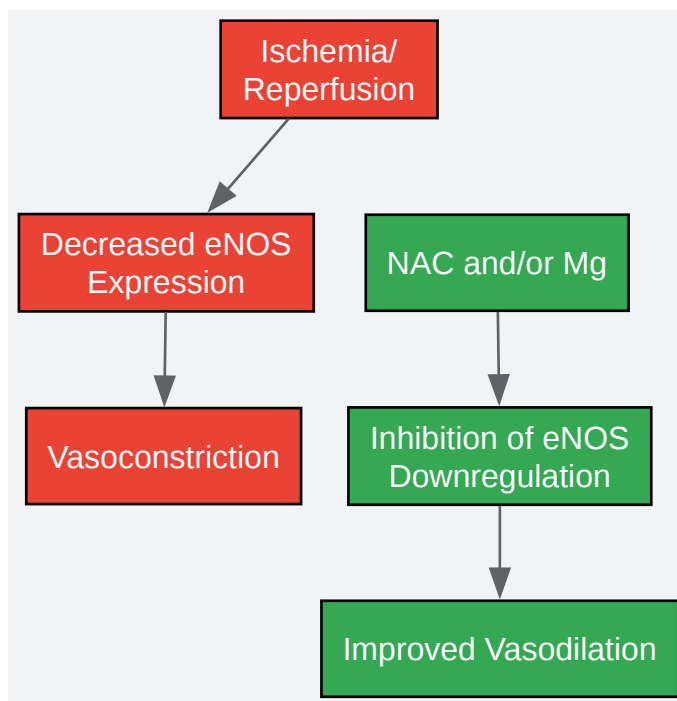 Ischemia/
Reperfusion
Decreased eNOS
Expression
NAC and/or Mg
Vasoconstriction
Inhibition of eNOS
Downregulation
Improved Vasodilation